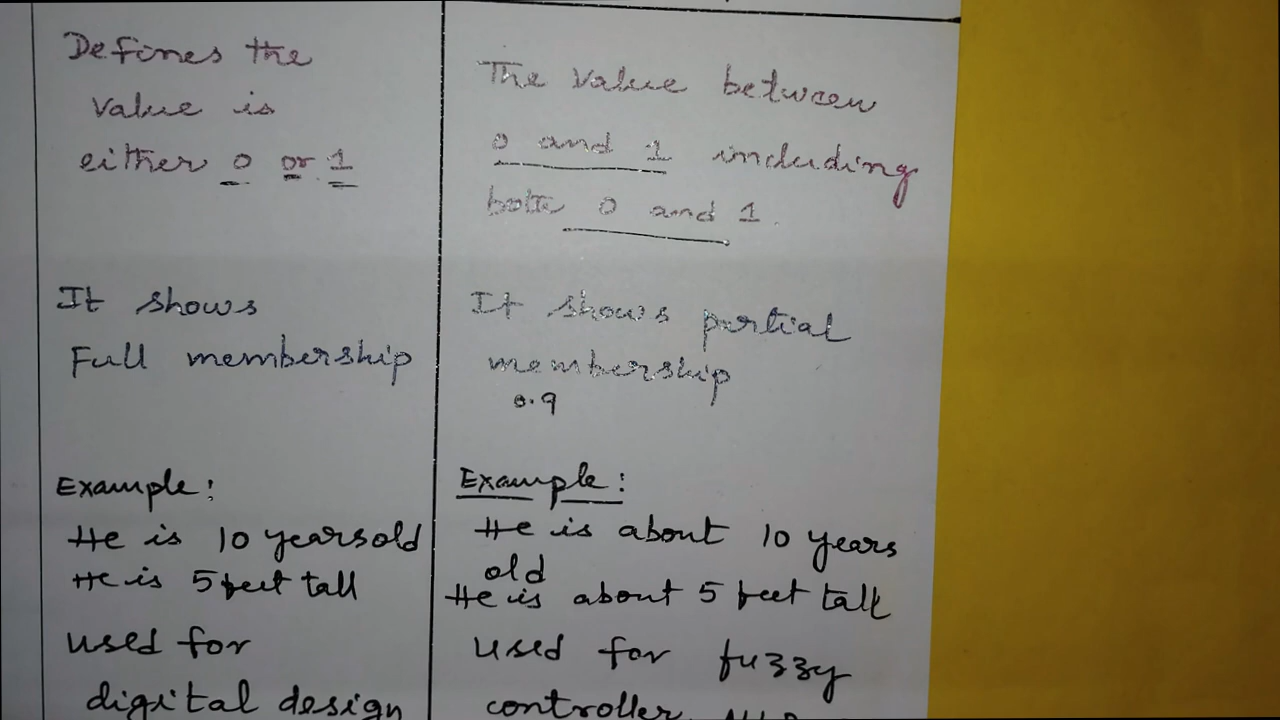 Defines the
value is
either 0 or 1
It shows
Full membership
Example:
He is 10 years old
He is 5 feet tall
used for
digital design
The value between
0 and 1 including
both 0 and 1.
It shows partial
membership
0.9
Example:
He is about 10 years
old
He is about 5 feet tall
used for fuzzy
controller,